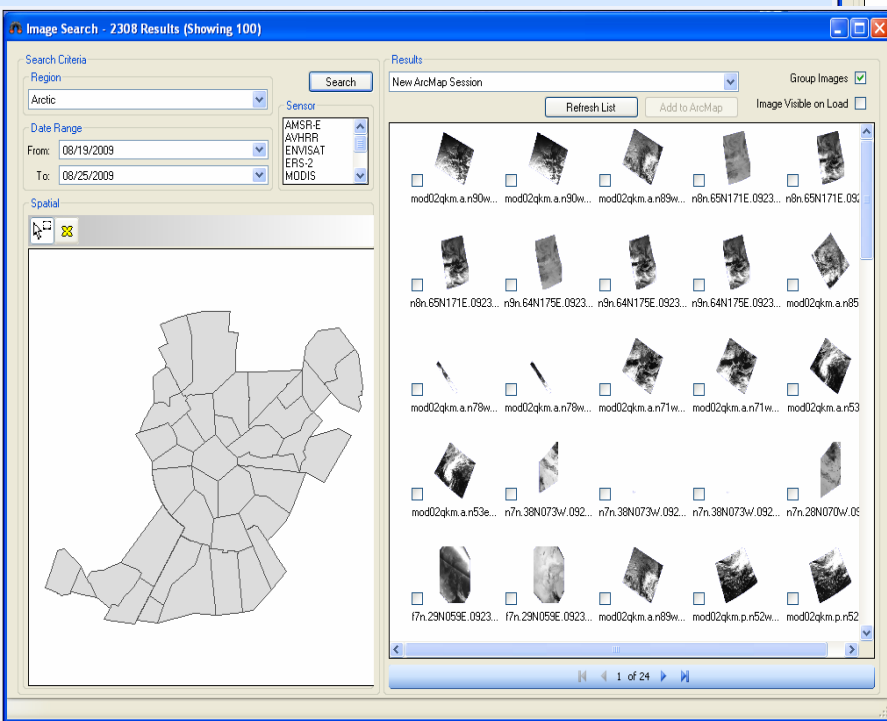 Image Search - 2308 Results (Showing 100)
Search Criteria
Region
Arctic
Search
Date Range
From: 08/19/2009
To: 08/25/2009
Sensor
AMSR-E
AVHRR
ENVISAT
ERS-2
MODIS
Spatial
Results
New ArcMap Session
Group Images
Refresh List
Add to ArcMap
Image Visible on Load
mod02qkm.a.n90w... mod02qkm.a.n90w... mod02qkm.a.n89w... n8n.65N171E.0923... n8n.65N171E.092
n8n.65N171E.0923... n9n.64N175E.0923... n9n.64N175E.0923... n9n.64N175E.0923... mod02qkm.a.n85
mod02qkm.a.n78w... mod02qkm.a.n78w... mod02qkm.a.n71w... mod02qkm.a.n71w... mod02qkm.a.n53
mod02qkm.a.n53e... n7n.38N073W.092... n7n.38N073W.092... n7n.38N073W.092... n7n.28N070W.09
f7n.29N059E.0923... f7n.29N059E.0923... mod02qkm.a.n89w... mod02qkm.p.n52w... mod02qkm.p.n52
1 of 24